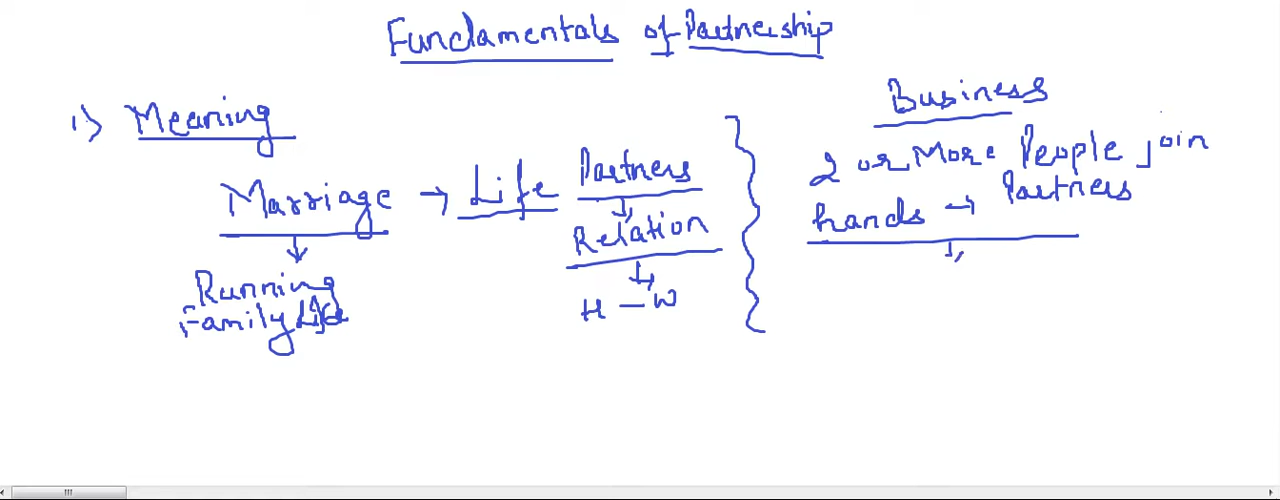 Fundamentals of Partnership
1) Meaning
Marriage → Life Partners
Relation
H — W
Running
Family Life
Business
2 or More People join
hands → Partners